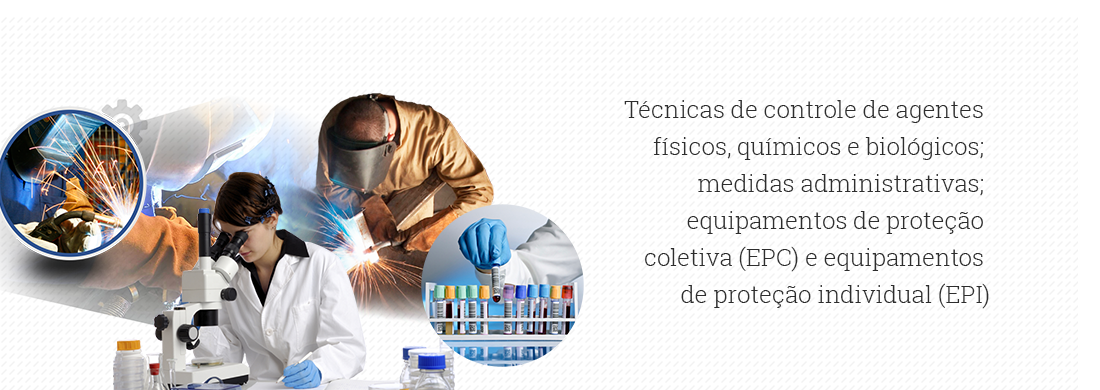 Técnicas de controle de agentes
físicos, químicos e biológicos;
medidas administrativas;
equipamentos de proteção
coletiva (EPC) e equipamentos
de proteção individual (EPI)